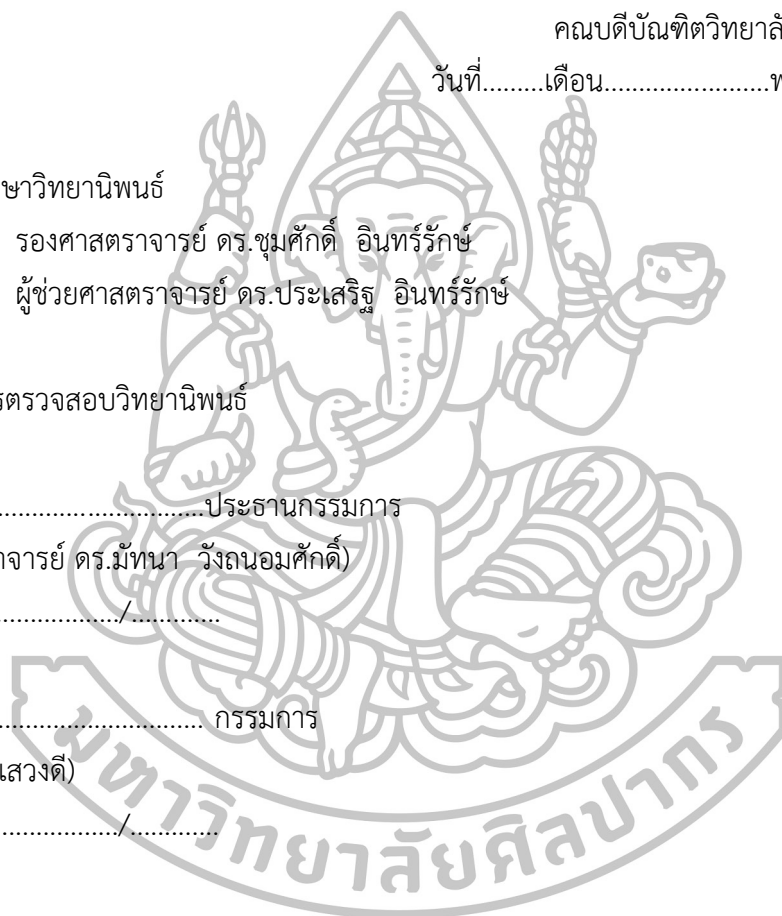 คณบดีบัณฑิตวิทยาลั
วันที่.........เดือน........................พ
ษาวิทยานิพนธ์
รองศาสตราจารย์ ดร.ชุมศักดิ์ อินทร์รักษ์
ผู้ช่วยศาสตราจารย์ ดร.ประเสริฐ อินทร์รักษ์
รตรวจสอบวิทยานิพนธ์
...............................ประธานกรรมการ
าจารย์ ดร.มัทนา วังถนอมศักดิ์)
.................../.............
............................... กรรมการ
เสวงดี)
.................../.............
มหาวิทยาลัยศิลปากร